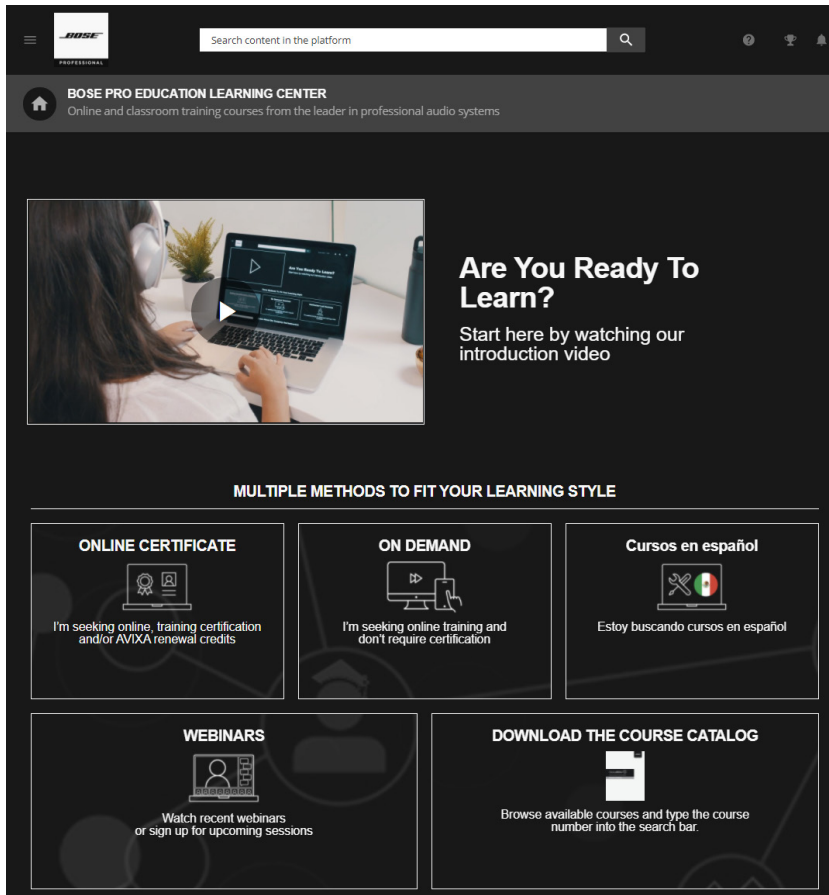 BOSE
PROFESSIONAL
Search content in the platform
BOSE PRO EDUCATION LEARNING CENTER
Online and classroom training courses from the leader in professional audio systems
Are You Ready To
Learn?
Start here by watching our
introduction video
MULTIPLE METHODS TO FIT YOUR LEARNING STYLE
ONLINE CERTIFICATE
I'm seeking online, training certification
and/or AVIXA renewal credits
ON DEMAND
I'm seeking online training and
don't require certification
Cursos en español
Estoy buscando cursos en español
WEBINARS
Watch recent webinars
or sign up for upcoming sessions
DOWNLOAD THE COURSE CATALOG
Browse available courses and type the course
number into the search bar.